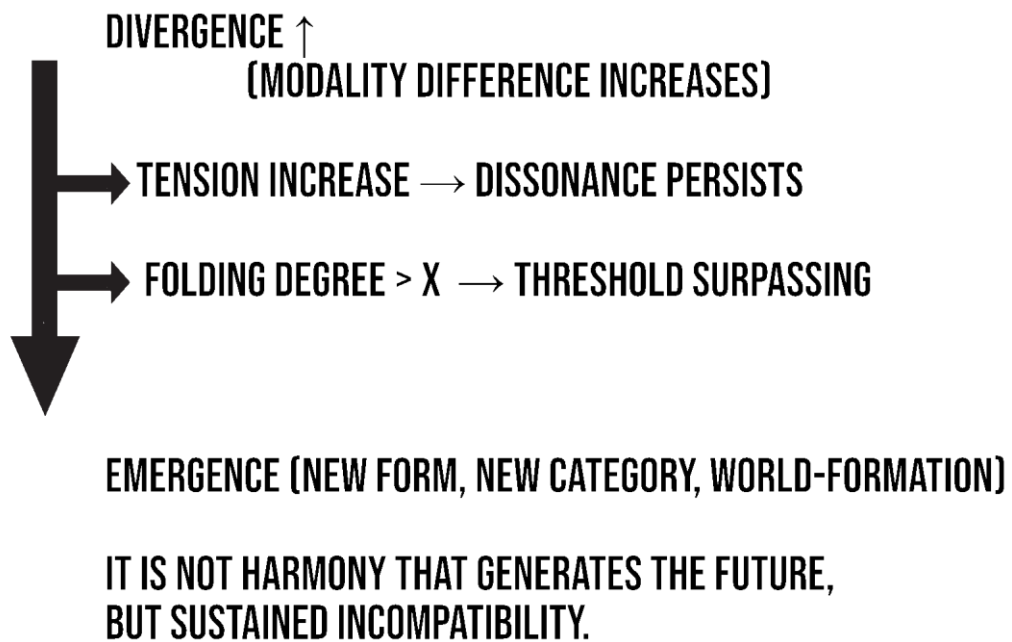 DIVERGENCE ↑
(MODALITY DIFFERENCE INCREASES)
TENSION INCREASE → DISSONANCE PERSISTS
FOLDING DEGREE > X → THRESHOLD SURPASSING
EMERGENCE (NEW FORM, NEW CATEGORY, WORLD-FORMATION)
IT IS NOT HARMONY THAT GENERATES THE FUTURE,
BUT SUSTAINED INCOMPATIBILITY.